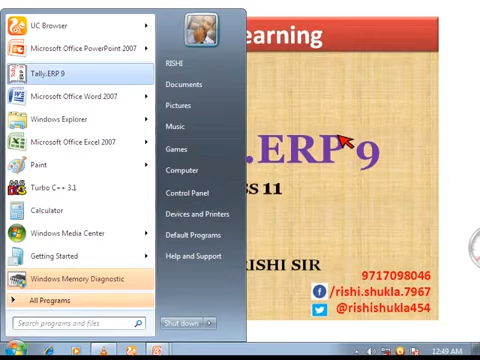 UC Browser
Microsoft Office PowerPoint 2007
Tally.ERP 9
Microsoft Office Word 2007
Windows Explorer
Microsoft Office Excel 2007
Paint
Turbo C++ 3.1
Calculator
Windows Media Center
Getting Started
Windows Memory Diagnostic
All Programs
Search programs and files
RISHI
Documents
Pictures
Music
Games
Computer
Control Panel
Devices and Printers
Default Programs
Help and Support
Shut down
earning
.ERP 9
SS 11
RISHI SIR
9717098046
/rishi.shukla.7967
@rishishukla454
12:49 AM